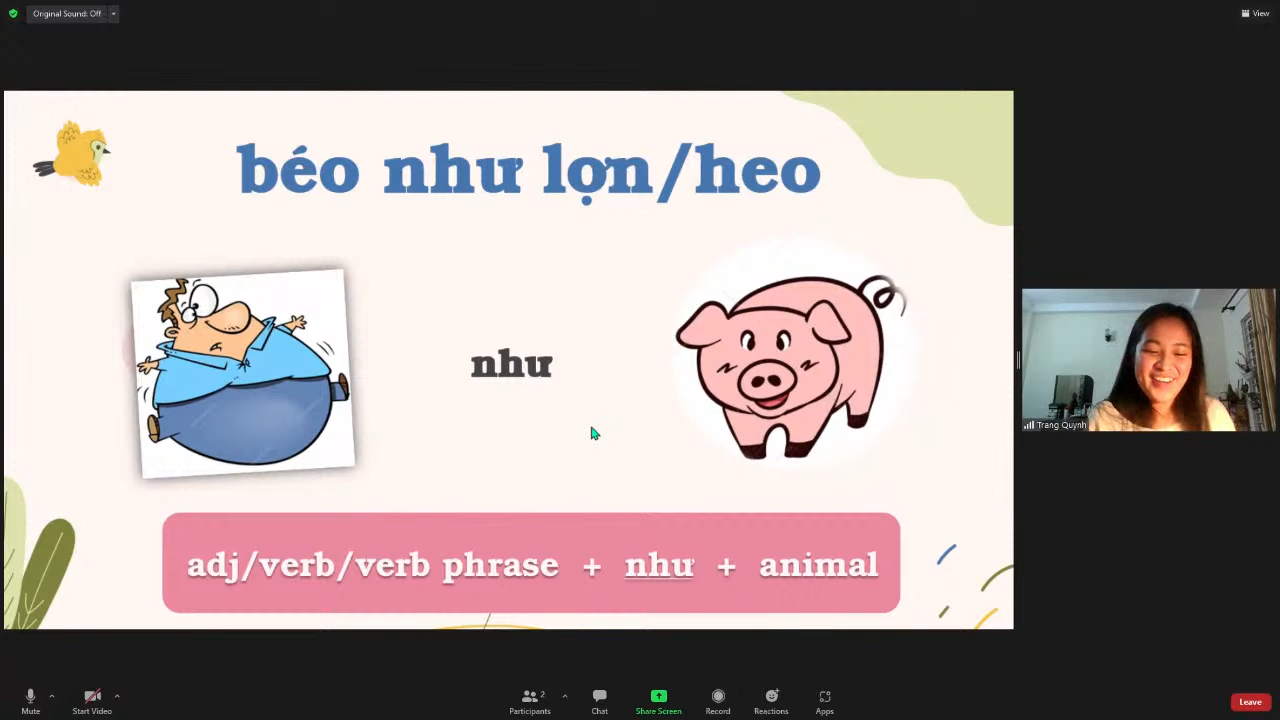 Original Sound: Off
View
béo như lợn/heo
như
Trang Quynh
adj/verb/verb phrase + như + animal
Mute
Start Video
2
Participants
Chat
Share Screen
Record
Reactions
Apps
Leave